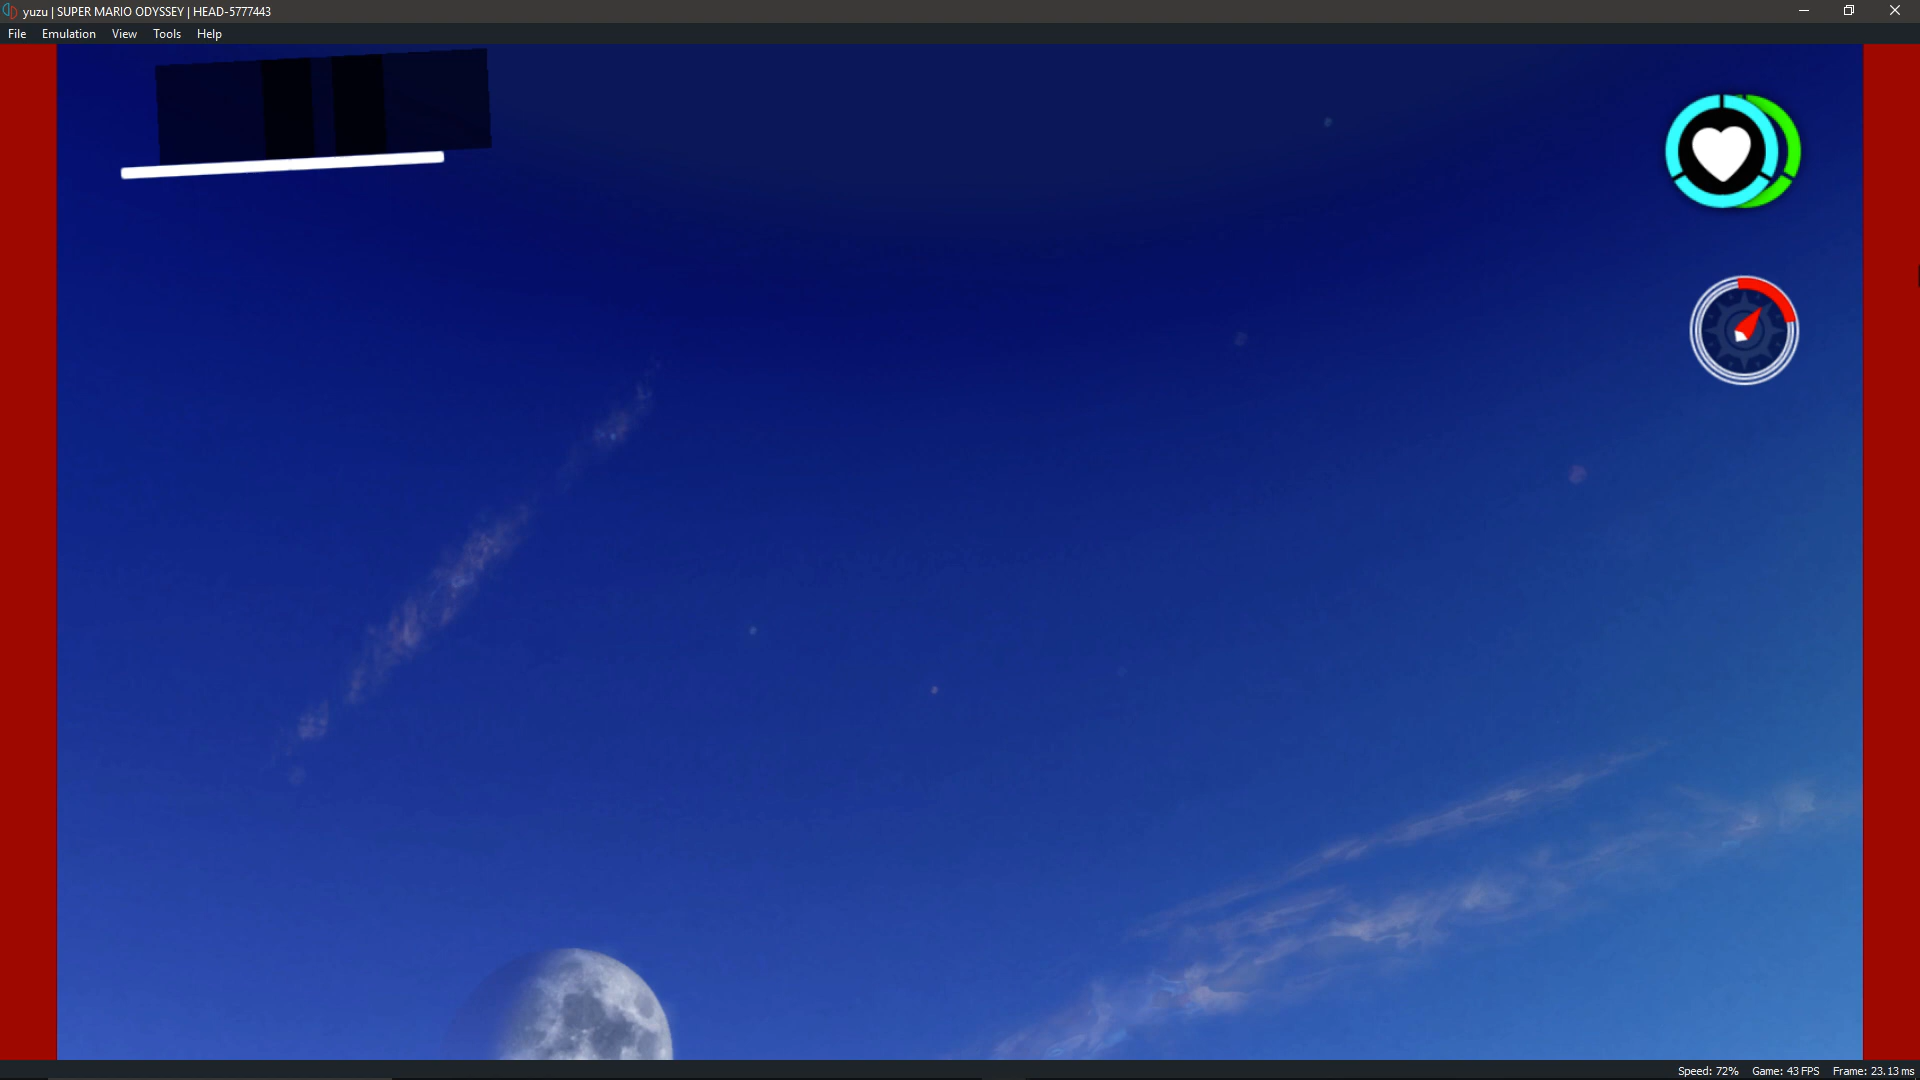 yuzu | SUPER MARIO ODYSSEY | HEAD-5777443
File Emulation View Tools Help
Speed: 72% Game: 43 FPS Frame: 23.13 ms